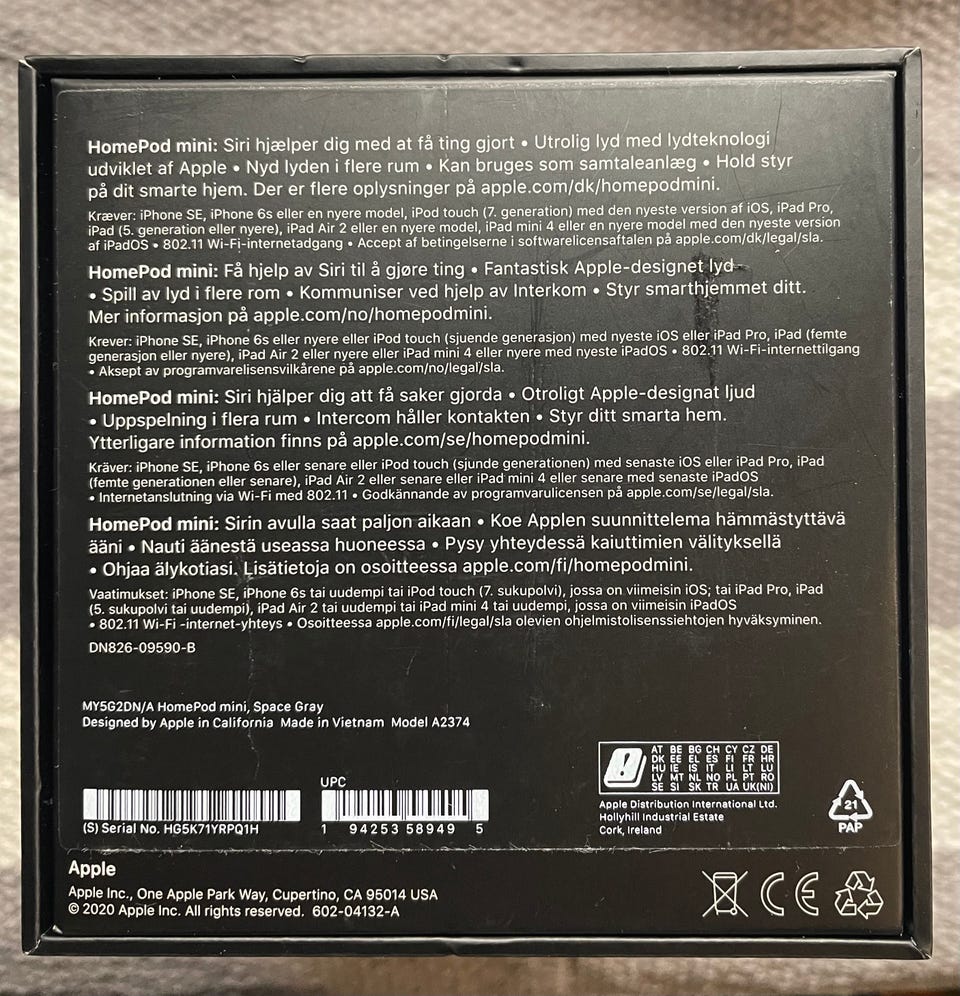 HomePod mini: Siri hjælper dig med at få ting gjort • Utrolig lyd med lydteknologi
udviklet af Apple • Nyd lyden i flere rum • Kan bruges som samtaleanlæg • Hold styr
på dit smarte hjem. Der er flere oplysninger på apple.com/dk/homepodmini.
Kræver: iPhone SE, iPhone 6s eller en nyere model, iPod touch (7. generation) med den nyeste version af iOS, iPad Pro,
iPad (5. generation eller nyere), iPad Air 2 eller en nyere model, iPad mini 4 eller en nyere model med den nyeste version
af iPadOS • 802.11 Wi-Fi-internetadgang • Accept af betingelserne i softwarelicensaftalen på apple.com/dk/legal/sla.
HomePod mini: Få hjelp av Siri til å gjøre ting • Fantastisk Apple-designet lyd
• Spill av lyd i flere rom • Kommuniser ved hjelp av Interkom • Styr smarthjemmet ditt.
Mer informasjon på apple.com/no/homepodmini.
Krever: iPhone SE, iPhone 6s eller nyere eller iPod touch (sjuende generasjon) med nyeste iOS eller iPad Pro, iPad (femte
generasjon eller nyere), iPad Air 2 eller nyere eller iPad mini 4 eller nyere med nyeste iPadOS • 802.11 Wi-Fi-internettilgang
• Aksept av programvarelisensvilkårene på apple.com/no/legal/sla.
HomePod mini: Siri hjälper dig att få saker gjorda • Otroligt Apple-designat ljud
• Uppspelning i flera rum • Intercom håller kontakten • Styr ditt smarta hem.
Ytterligare information finns på apple.com/se/homepodmini.
Kräver: iPhone SE, iPhone 6s eller senare eller iPod touch (sjunde generationen) med senaste iOS eller iPad Pro, iPad
(femte generationen eller senare), iPad Air 2 eller senare eller iPad mini 4 eller senare med senaste iPadOS
• Internetanslutning via Wi-Fi med 802.11 • Godkännande av programvarulicensen på apple.com/se/legal/sla.
HomePod mini: Sirin avulla saat paljon aikaan • Koe Applen suunnittelema hämmästyttävä
ääni • Nauti äänestä useassa huoneessa • Pysy yhteydessä kaiuttimien välityksellä
• Ohjaa älykotiasi. Lisätietoja on osoitteessa apple.com/fi/homepodmini.
Vaatimukset: iPhone SE, iPhone 6s tai uudempi tai iPod touch (7. sukupolvi), jossa on viimeisin iOS; tai iPad Pro, iPad
(5. sukupolvi tai uudempi), iPad Air 2 tai uudempi tai iPad mini 4 tai uudempi, jossa on viimeisin iPadOS
• 802.11 Wi-Fi -internet-yhteys • Osoitteessa apple.com/fi/legal/sla olevien ohjelmistolisenssiehtojen hyväksyminen.
DN826-09590-B
MY5G2DN/A HomePod mini, Space Gray
Designed by Apple in California Made in Vietnam Model A2374
UPC
(S) Serial No. HG5K71YRPQ1H
1 94253 58949 5
AT BE BG CH CY CZ DE
DK EE EL ES FI FR HR
HU IE IS IT LI LT LU
LV MT NL NO PL PT RO
SE SI SK TR UA UK(NI)
Apple Distribution International Ltd.
Hollyhill Industrial Estate
Cork, Ireland
21
PAP
Apple
Apple Inc., One Apple Park Way, Cupertino, CA 95014 USA
© 2020 Apple Inc. All rights reserved. 602-04132-A
CE